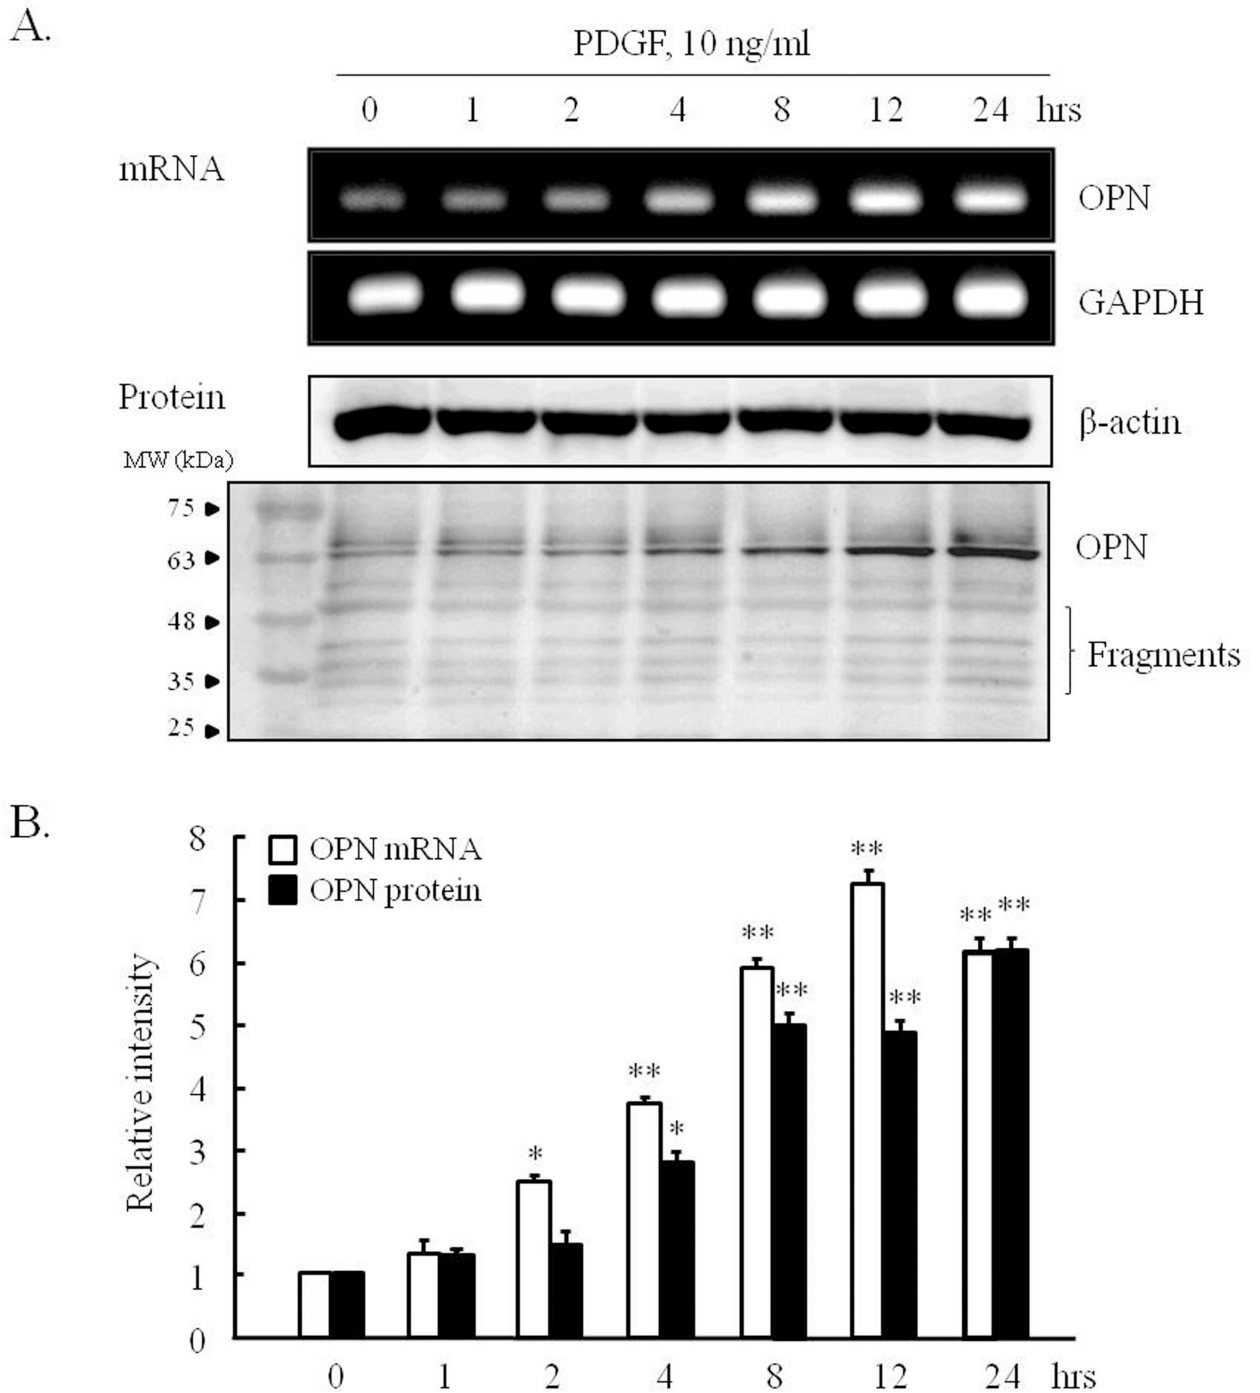 A.
PDGF, 10 ng/ml
0 1 2 4 8 12 24 hrs
mRNA
OPN
GAPDH
Protein
β-actin
MW (kDa)
75
OPN
63
48
Fragments
35
25
B.
8
OPN mRNA
OPN protein
7
6
5
4
3
2
1
0
Relative intensity
** ** ** ** ** ** ** ** * *
0 1 2 4 8 12 24 hrs